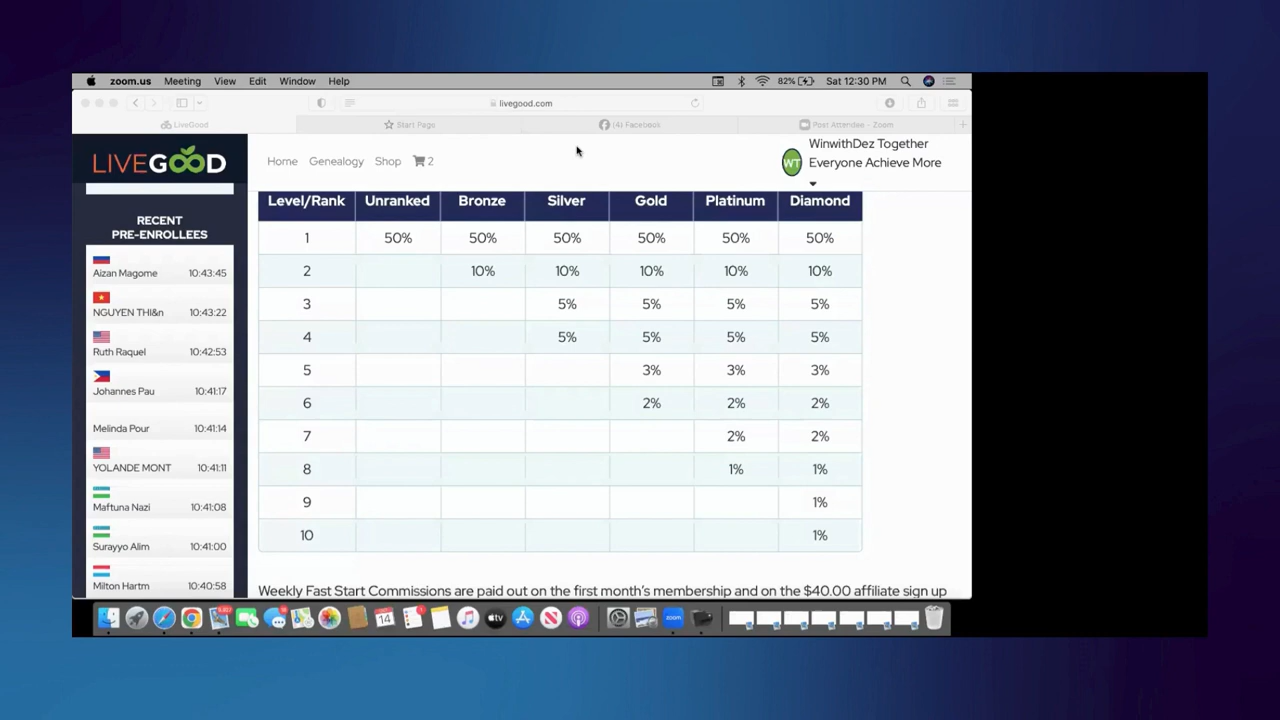 zoom.us Meeting View Edit Window Help 82% Sat 12:30 PM
livegood.com
LiveGood Start Page (4) Facebook Post Attendee - Zoom
LIVEGOOD
Home Genealogy Shop 2
WT
WinwithDez Together
Everyone Achieve More
RECENT
PRE-ENROLLEES
Aizan Magome 10:43:45
NGUYEN THI&n 10:43:22
Ruth Raquel 10:42:53
Johannes Pau 10:41:17
Melinda Pour 10:41:14
YOLANDE MONT 10:41:11
Maftuna Nazi 10:41:08
Surayyo Alim 10:41:00
Milton Hartm 10:40:58
Level/Rank Unranked Bronze Silver Gold Platinum Diamond
1 50% 50% 50% 50% 50% 50%
2 10% 10% 10% 10% 10%
3 5% 5% 5% 5%
4 5% 5% 5% 5%
5 3% 3% 3%
6 2% 2% 2%
7 2% 2%
8 1% 1%
9 1%
10 1%
Weekly Fast Start Commissions are paid out on the first month's membership and on the $40.00 affiliate sign up
14 tv zoom